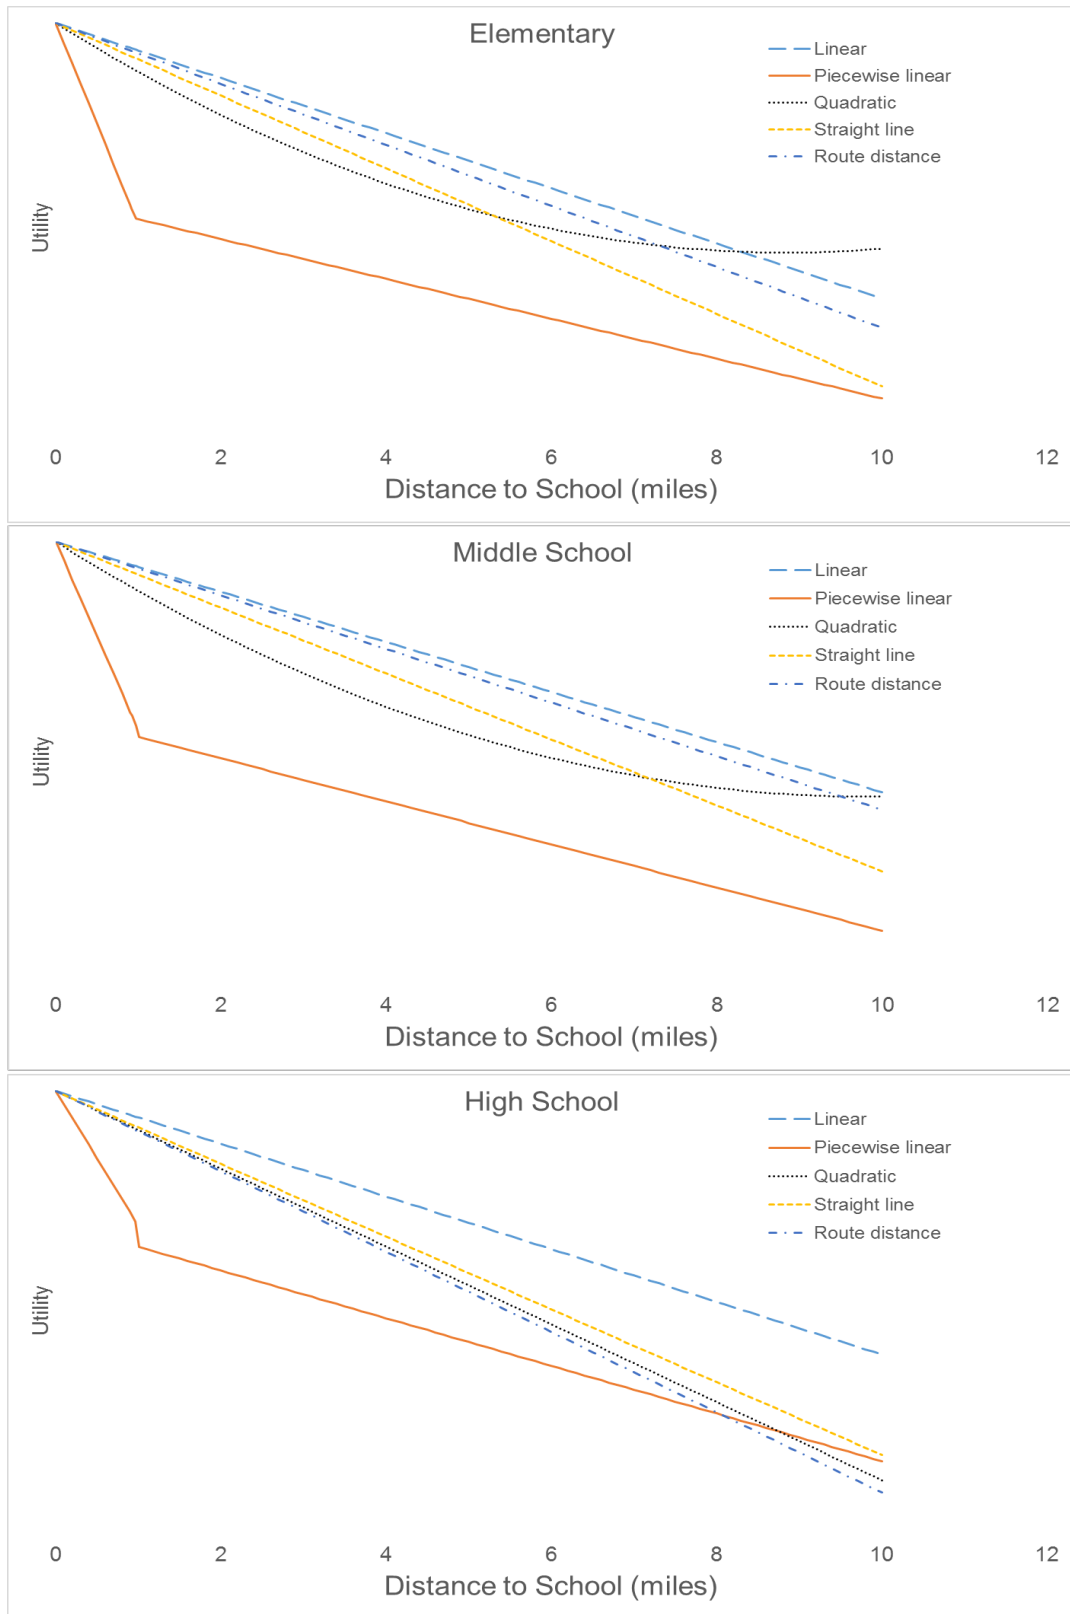 Elementary
Linear
Piecewise linear
Quadratic
Straight line
Route distance
Utility
0 2 4 6 8 10 12
Distance to School (miles)
Middle School
Linear
Piecewise linear
Quadratic
Straight line
Route distance
Utility
0 2 4 6 8 10 12
Distance to School (miles)
High School
Linear
Piecewise linear
Quadratic
Straight line
Route distance
Utility
0 2 4 6 8 10 12
Distance to School (miles)